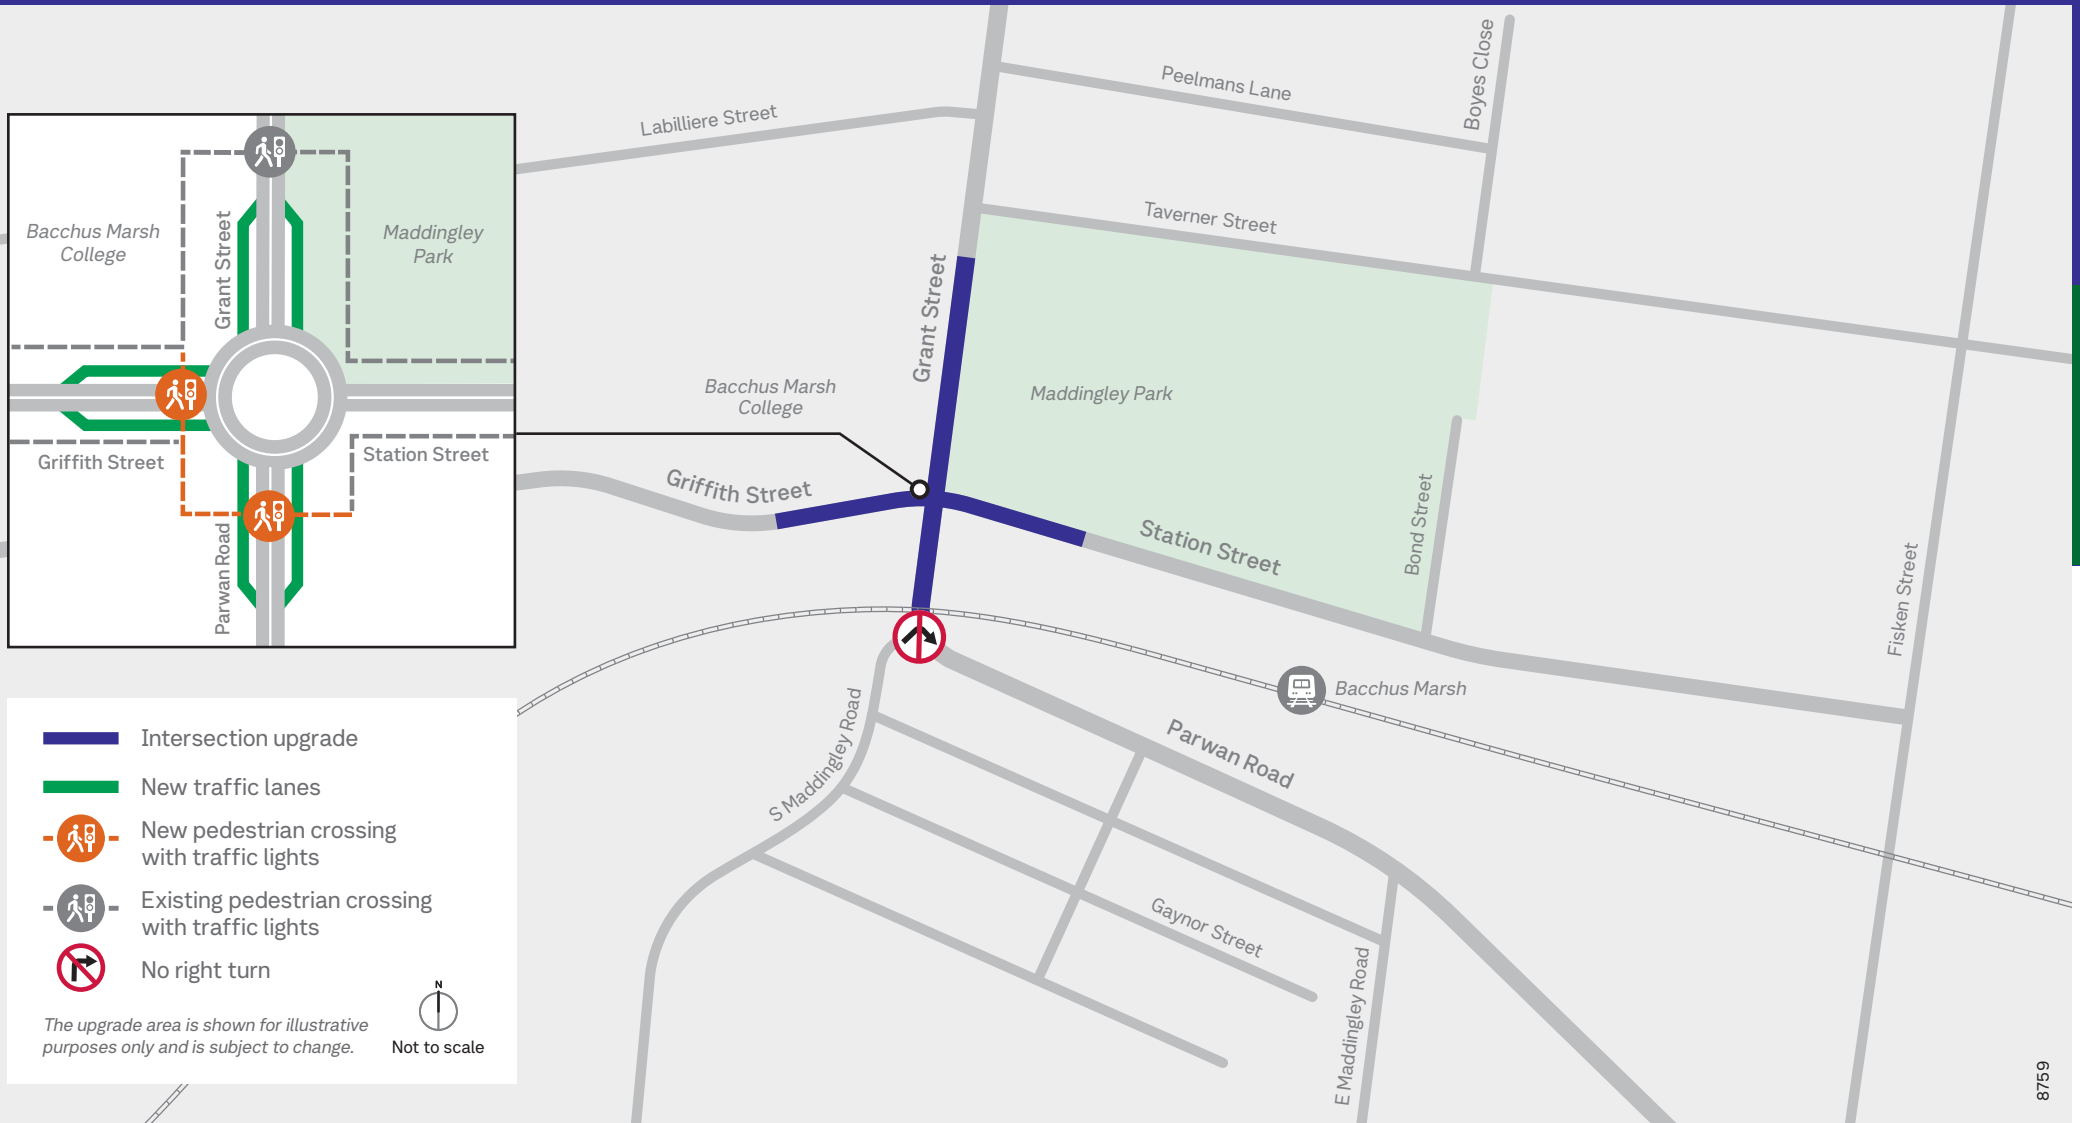 Peelmans Lane
Boyes Close
Labilliere Street
Taverner Street
Grant Street
Bacchus Marsh
College
Maddingley Park
Griffith Street
Station Street
Bond Street
Fisken Street
Bacchus Marsh
Parwan Road
S Maddingley Road
Gaynor Street
E Maddingley Road
8759
Bacchus Marsh
College
Grant Street
Maddingley
Park
Griffith Street
Station Street
Parwan Road
Intersection upgrade
New traffic lanes
New pedestrian crossing
with traffic lights
Existing pedestrian crossing
with traffic lights
No right turn
N
The upgrade area is shown for illustrative
purposes only and is subject to change.
Not to scale